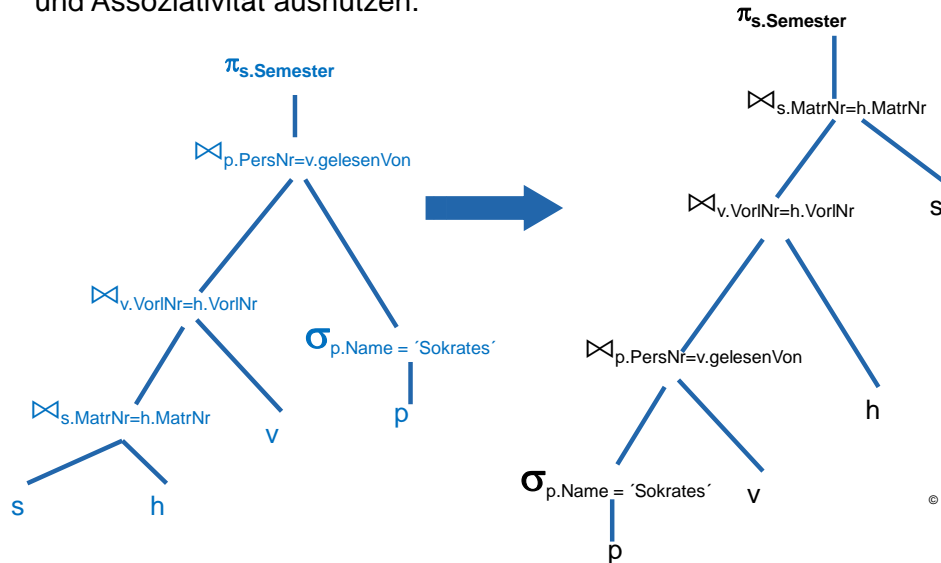 und Assoziativität ausnutzen.
πs.Semester
⋈p.PersNr=v.gelesenVon
⋈v.VorlNr=h.VorlNr
σp.Name = ´Sokrates´
⋈s.MatrNr=h.MatrNr
v
p
s
h
πs.Semester
⋈s.MatrNr=h.MatrNr
⋈v.VorlNr=h.VorlNr
s
⋈p.PersNr=v.gelesenVon
h
σp.Name = ´Sokrates´
v
p
©